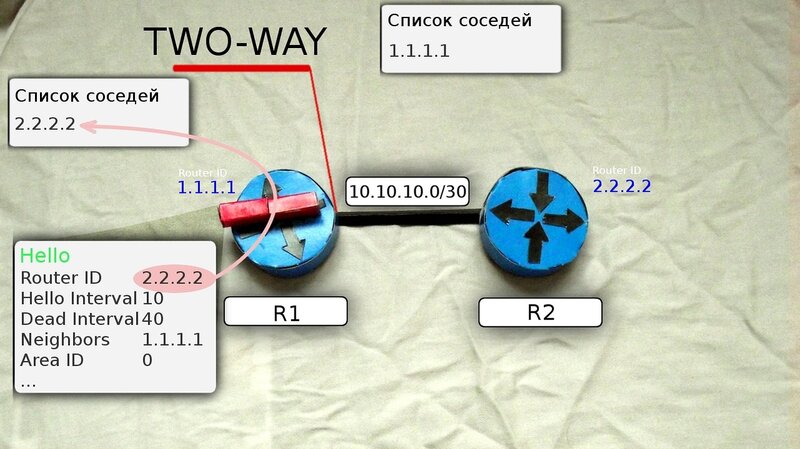 TWO-WAY
Список соседей
1.1.1.1
Список соседей
2.2.2.2
Router ID
1.1.1.1
10.10.10.0/30
Router ID
2.2.2.2
Hello
Router ID 2.2.2.2
Hello Interval 10
Dead Interval 40
Neighbors 1.1.1.1
Area ID 0
...
R1
R2